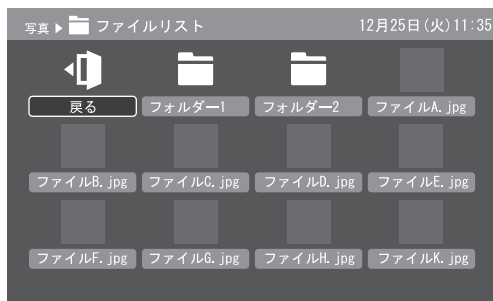 写真 ▶ ファイルリスト 12月25日(火)11:35
戻る フォルダー1 フォルダー2 ファイルA.jpg
ファイルB.jpg ファイルC.jpg ファイルD.jpg ファイルE.jpg
ファイルF.jpg ファイルG.jpg ファイルH.jpg ファイルK.jpg